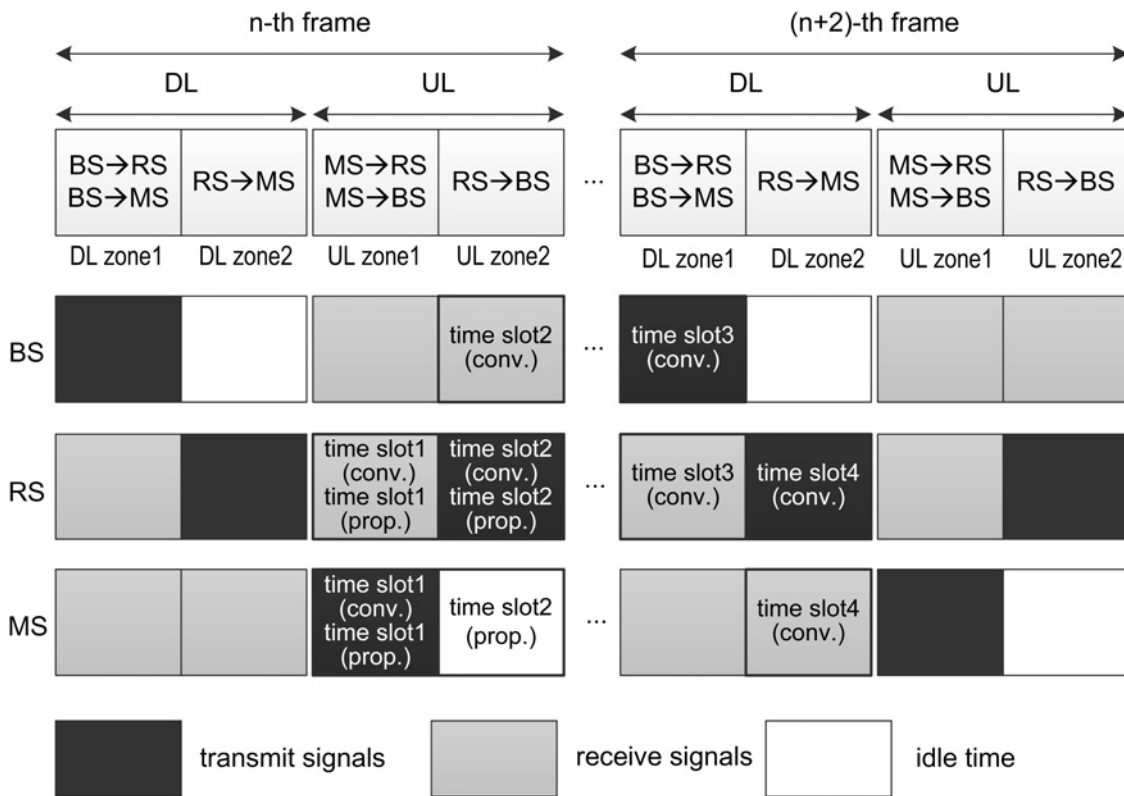 n-th frame
(n+2)-th frame
DL
UL
DL
UL
BS→RS
BS→MS
RS→MS
MS→RS
MS→BS
RS→BS
...
BS→RS
BS→MS
RS→MS
MS→RS
MS→BS
RS→BS
DL zone1
DL zone2
UL zone1
UL zone2
DL zone1
DL zone2
UL zone1
UL zone2
BS
time slot2
(conv.)
...
time slot3
(conv.)
RS
time slot1
(conv.)
time slot1
(prop.)
time slot2
(conv.)
time slot2
(prop.)
...
time slot3
(conv.)
time slot4
(conv.)
MS
time slot1
(conv.)
time slot1
(prop.)
time slot2
(prop.)
...
time slot4
(conv.)
transmit signals
receive signals
idle time